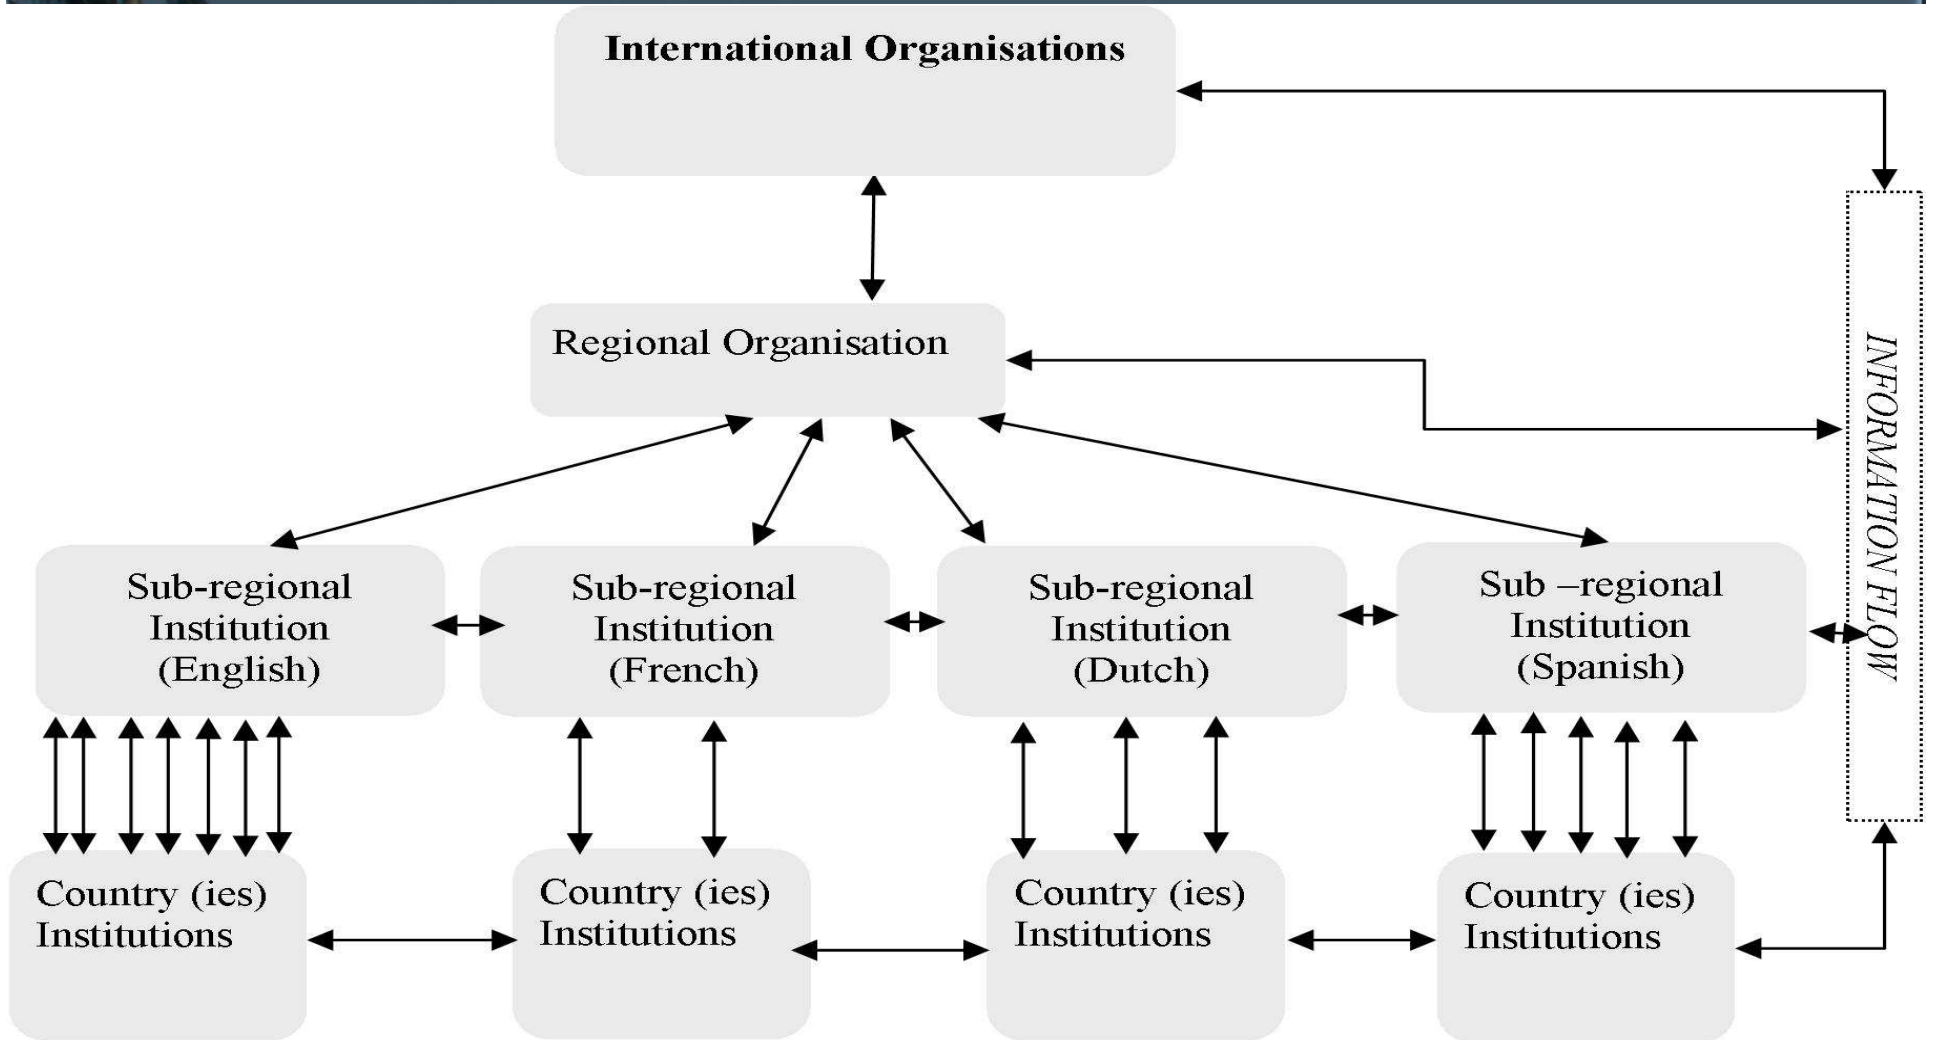 International Organisations
Regional Organisation
Sub-regional
Institution
(English)
Sub-regional
Institution
(French)
Sub-regional
Institution
(Dutch)
Sub –regional
Institution
(Spanish)
INFORMATION FLOW
Country (ies)
Institutions
Country (ies)
Institutions
Country (ies)
Institutions
Country (ies)
Institutions